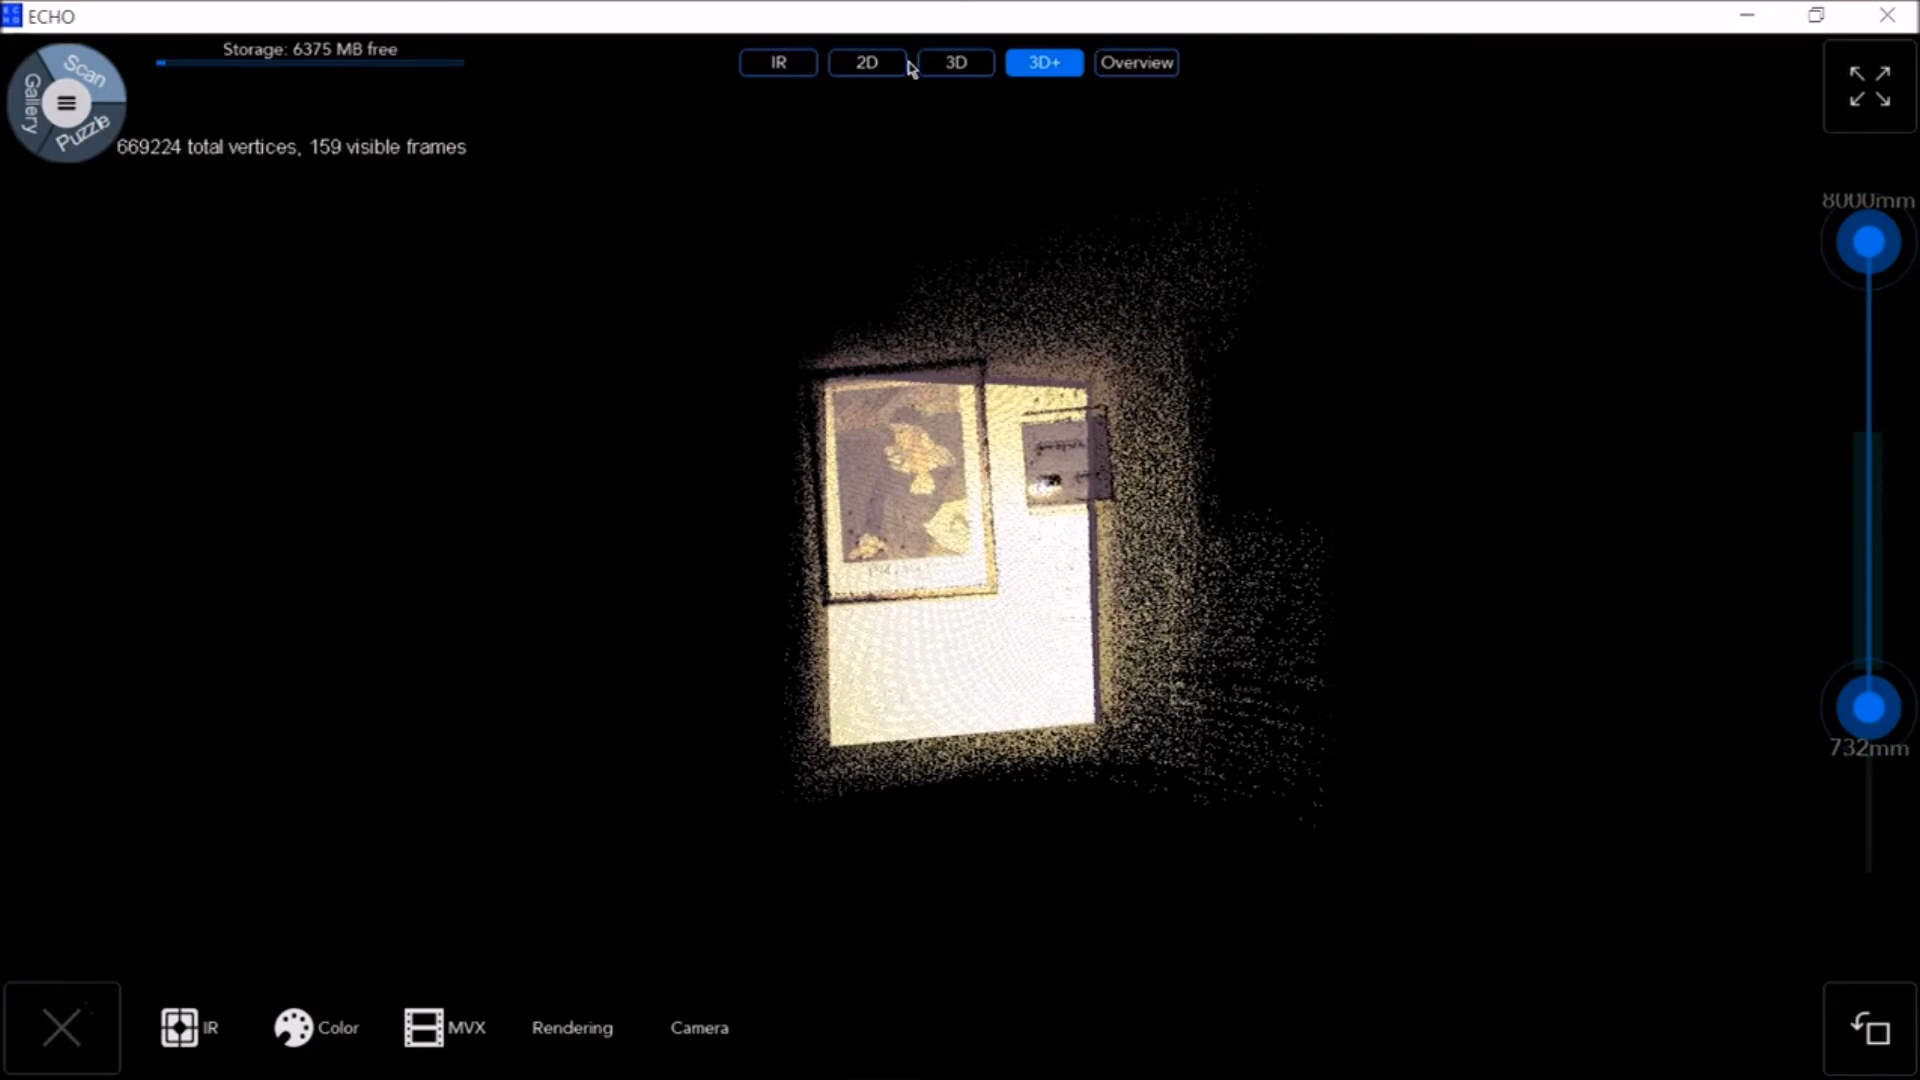 ECHO
Storage: 6375 MB free
IR
2D
3D
3D+
Overview
Scan
Gallery
Puzzle
669224 total vertices, 159 visible frames
8000mm
732mm
IR
Color
MVX
Rendering
Camera